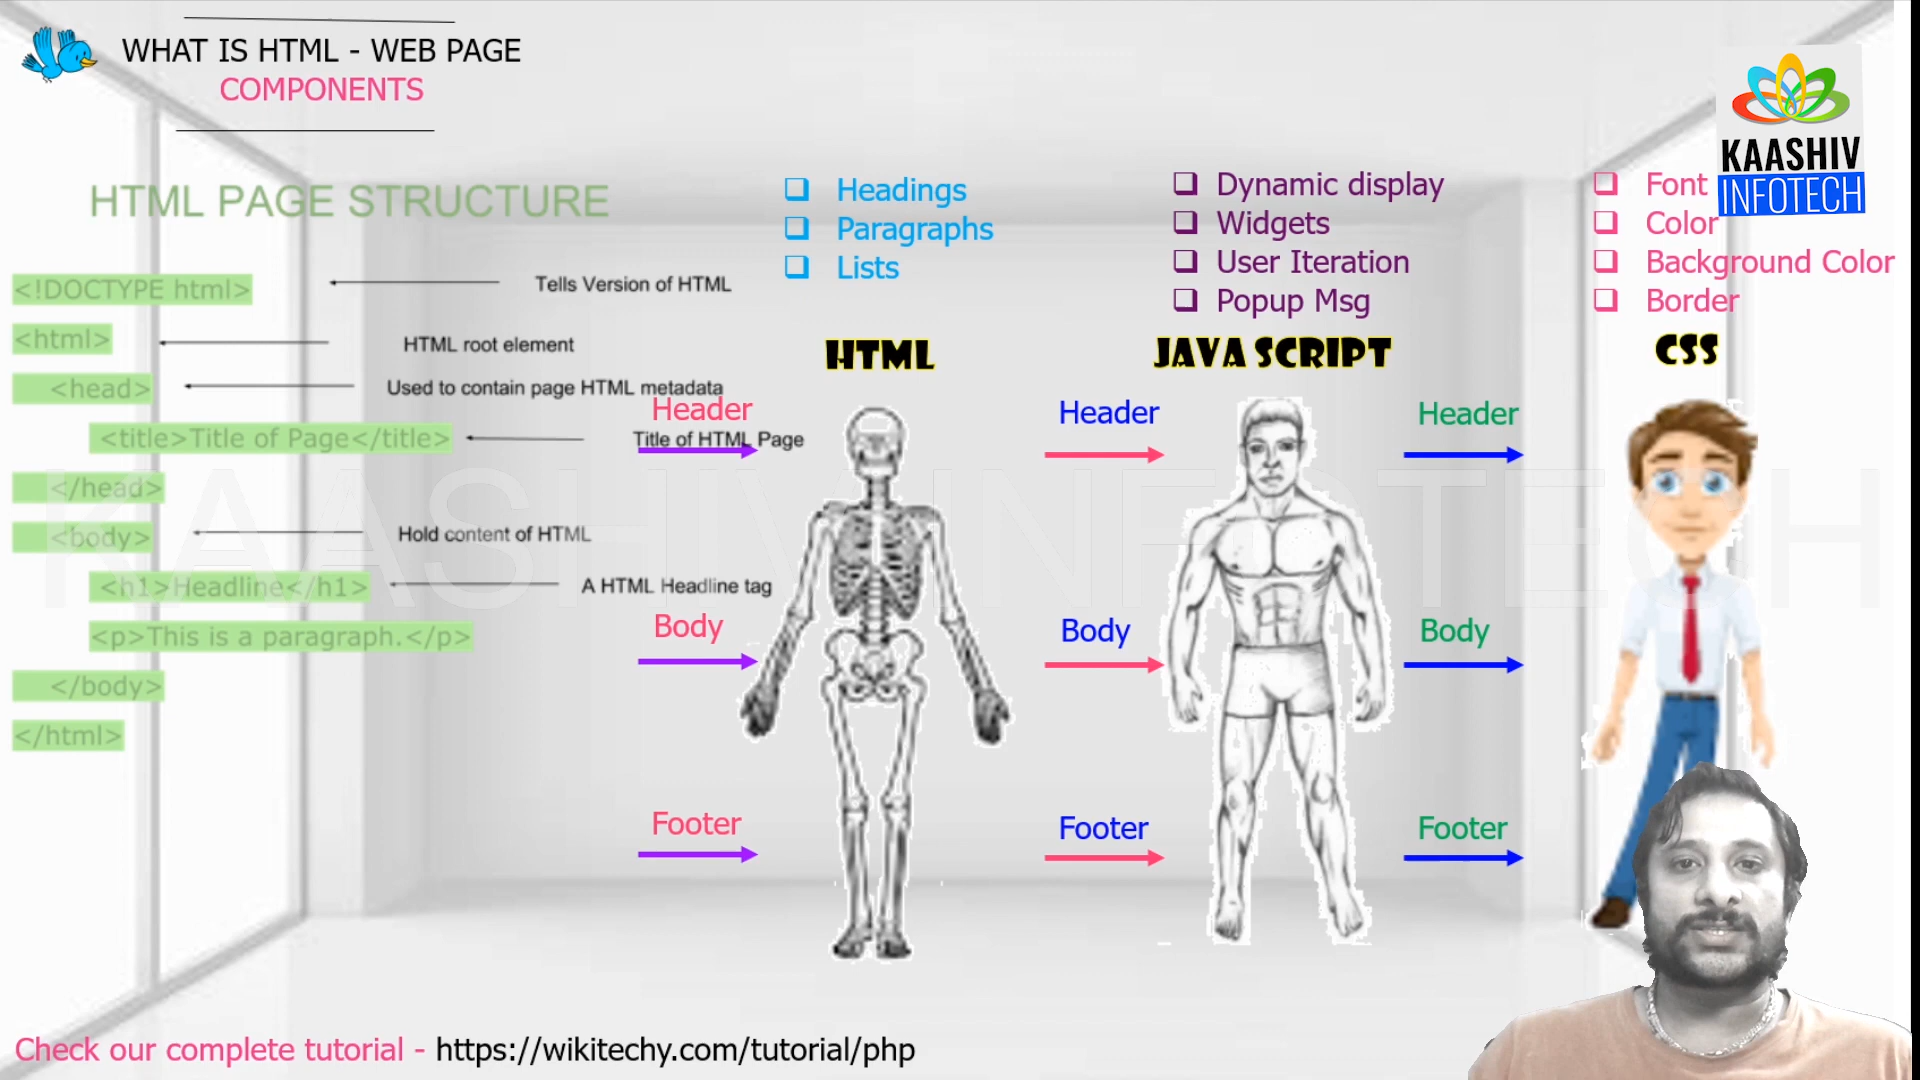 WHAT IS HTML - WEB PAGE
COMPONENTS
KAASHIV
INFOTECH
HTML PAGE STRUCTURE
<!DOCTYPE html>
Tells Version of HTML
<html>
HTML root element
<head>
Used to contain page HTML metadata
<title>Title of Page</title>
Title of HTML Page
</head>
<body>
Hold content of HTML
<h1>Headline</h1>
A HTML Headline tag
<p>This is a paragraph.</p>
</body>
</html>
❑ Headings
❑ Paragraphs
❑ Lists
HTML
Header
Body
Footer
❑ Dynamic display
❑ Widgets
❑ User Iteration
❑ Popup Msg
JAVA SCRIPT
Header
Body
Footer
❑ Font
❑ Color
❑ Background Color
❑ Border
CSS
Header
Body
Footer
KAASHIV INFOTECH
Check our complete tutorial - https://wikitechy.com/tutorial/php